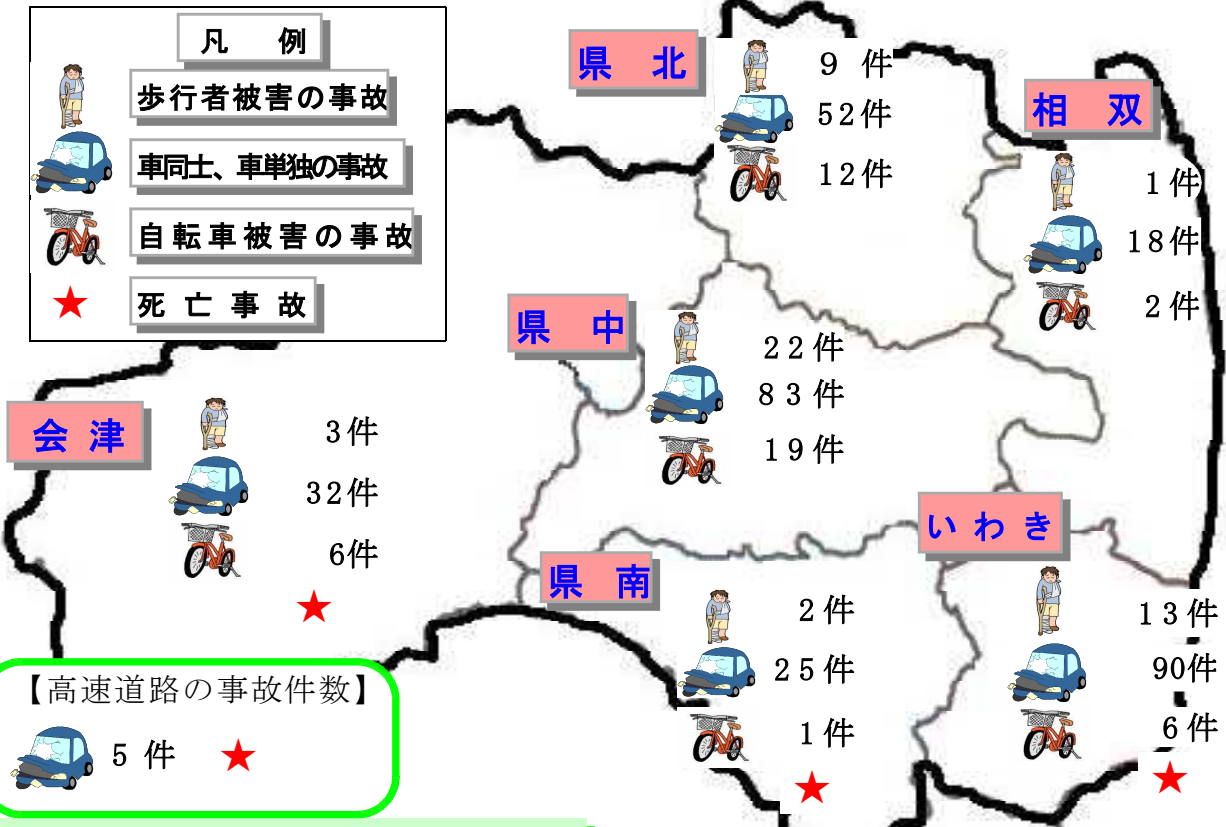 凡 例
歩行者被害の事故
車同士、車単独の事故
自転車被害の事故
★ 死亡事故
県 北
9 件
52件
12件
相 双
1件
18件
2件
県 中
22件
83件
19件
会 津
3件
32件
6件
★
いわき
13件
90件
6件
★
県 南
2件
25件
1件
★
【高速道路の事故件数】
5 件 ★